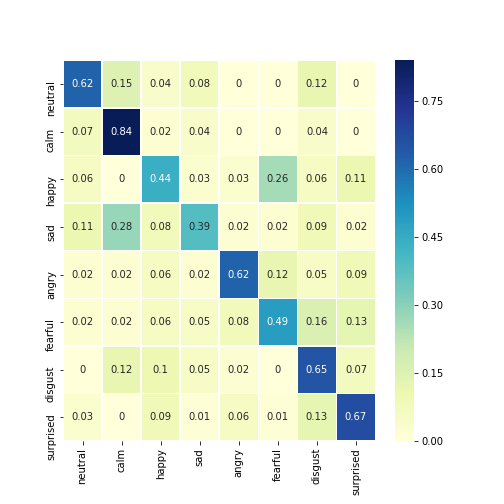 neutral 0.62 0.15 0.04 0.08 0 0 0.12 0
calm 0.07 0.84 0.02 0.04 0 0 0.04 0
happy 0.06 0 0.44 0.03 0.03 0.26 0.06 0.11
sad 0.11 0.28 0.08 0.39 0.02 0.02 0.09 0.02
angry 0.02 0.02 0.06 0.02 0.62 0.12 0.05 0.09
fearful 0.02 0.02 0.06 0.05 0.08 0.49 0.16 0.13
disgust 0 0.12 0.1 0.05 0.02 0 0.65 0.07
surprised 0.03 0 0.09 0.01 0.06 0.01 0.13 0.67
neutral calm happy sad angry fearful disgust surprised
0.75
0.60
0.45
0.30
0.15
0.00